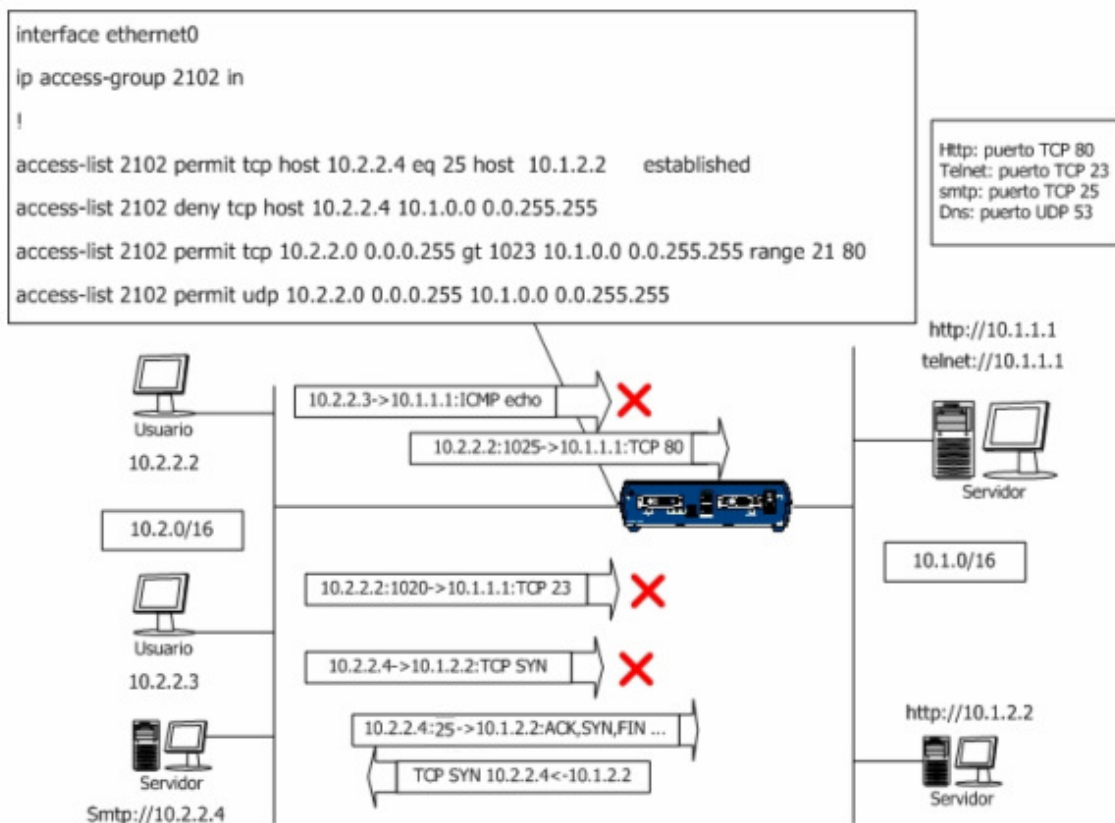 interface ethernet0
ip access-group 2102 in
!
access-list 2102 permit tcp host 10.2.2.4 eq 25 host 10.1.2.2 established
access-list 2102 deny tcp host 10.2.2.4 10.1.0.0 0.0.255.255
access-list 2102 permit tcp 10.2.2.0 0.0.0.255 gt 1023 10.1.0.0 0.0.255.255 range 21 80
access-list 2102 permit udp 10.2.2.0 0.0.0.255 10.1.0.0 0.0.255.255
Http: puerto TCP 80
Telnet: puerto TCP 23
smtp: puerto TCP 25
Dns: puerto UDP 53
http://10.1.1.1
telnet://10.1.1.1
10.2.2.3->10.1.1.1:ICMP echo
Usuario
10.2.2.2
10.2.2.2:1025->10.1.1.1:TCP 80
Servidor
10.2.0/16
10.1.0/16
10.2.2.2:1020->10.1.1.1:TCP 23
Usuario
10.2.2.3
10.2.2.4->10.1.2.2:TCP SYN
http://10.1.2.2
10.2.2.4:25->10.1.2.2:ACK,SYN,FIN ...
TCP SYN 10.2.2.4<-10.1.2.2
Servidor
Smtp://10.2.2.4
Servidor